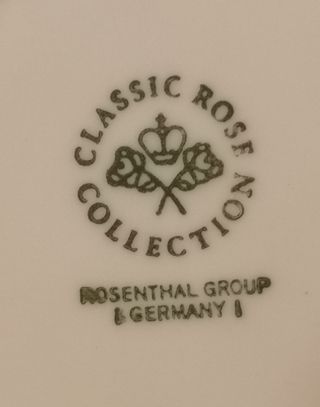 CLASSIC ROSE
COLLECTION
ROSENTHAL GROUP
GERMANY